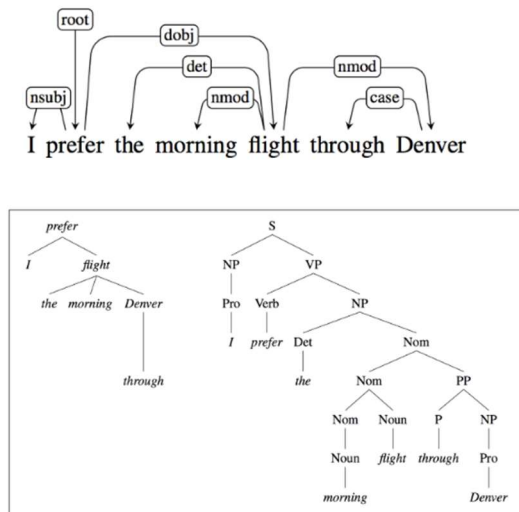 root
dobj
det
nmod
nsubj
nmod
case
I prefer the morning flight through Denver
prefer
S
I
flight
NP
VP
the morning Denver
Pro
Verb
NP
I
prefer
Det
Nom
through
the
Nom
PP
Nom
Noun
P
NP
Noun
flight
through
Pro
morning
Denver